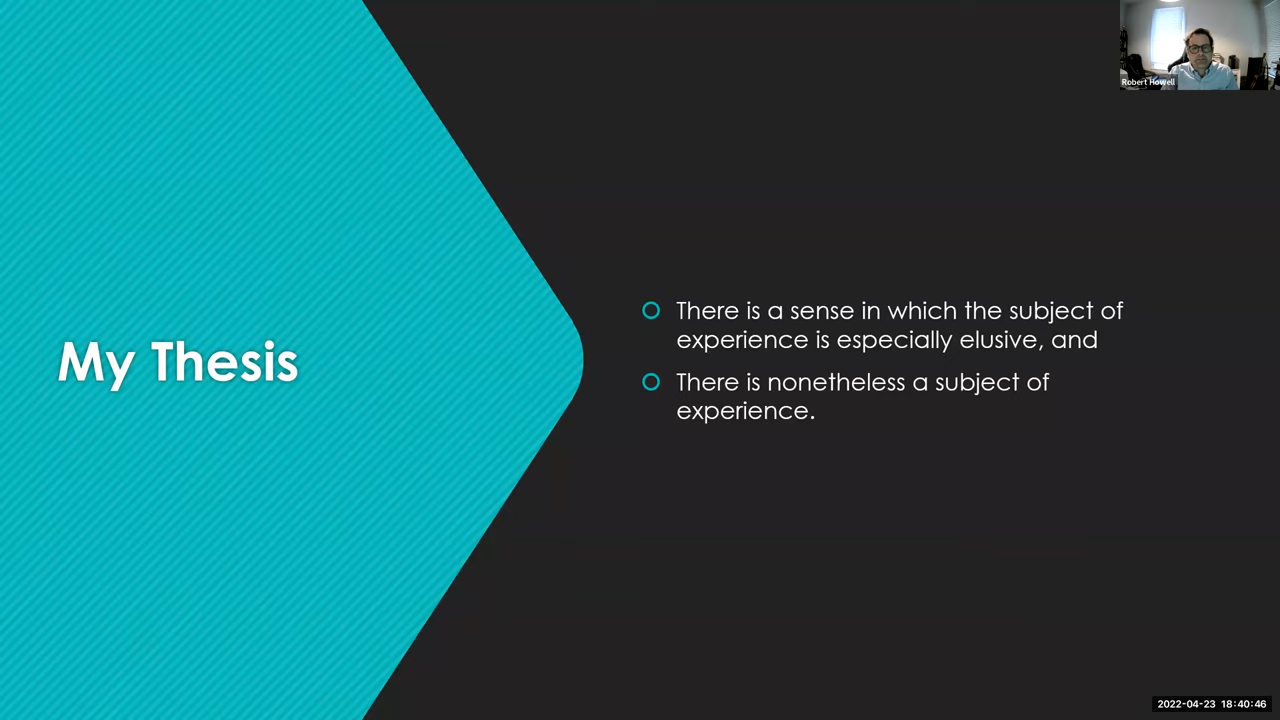 Robert Howell
My Thesis
There is a sense in which the subject of
experience is especially elusive, and
There is nonetheless a subject of
experience.
2022-04-23 18:40:46